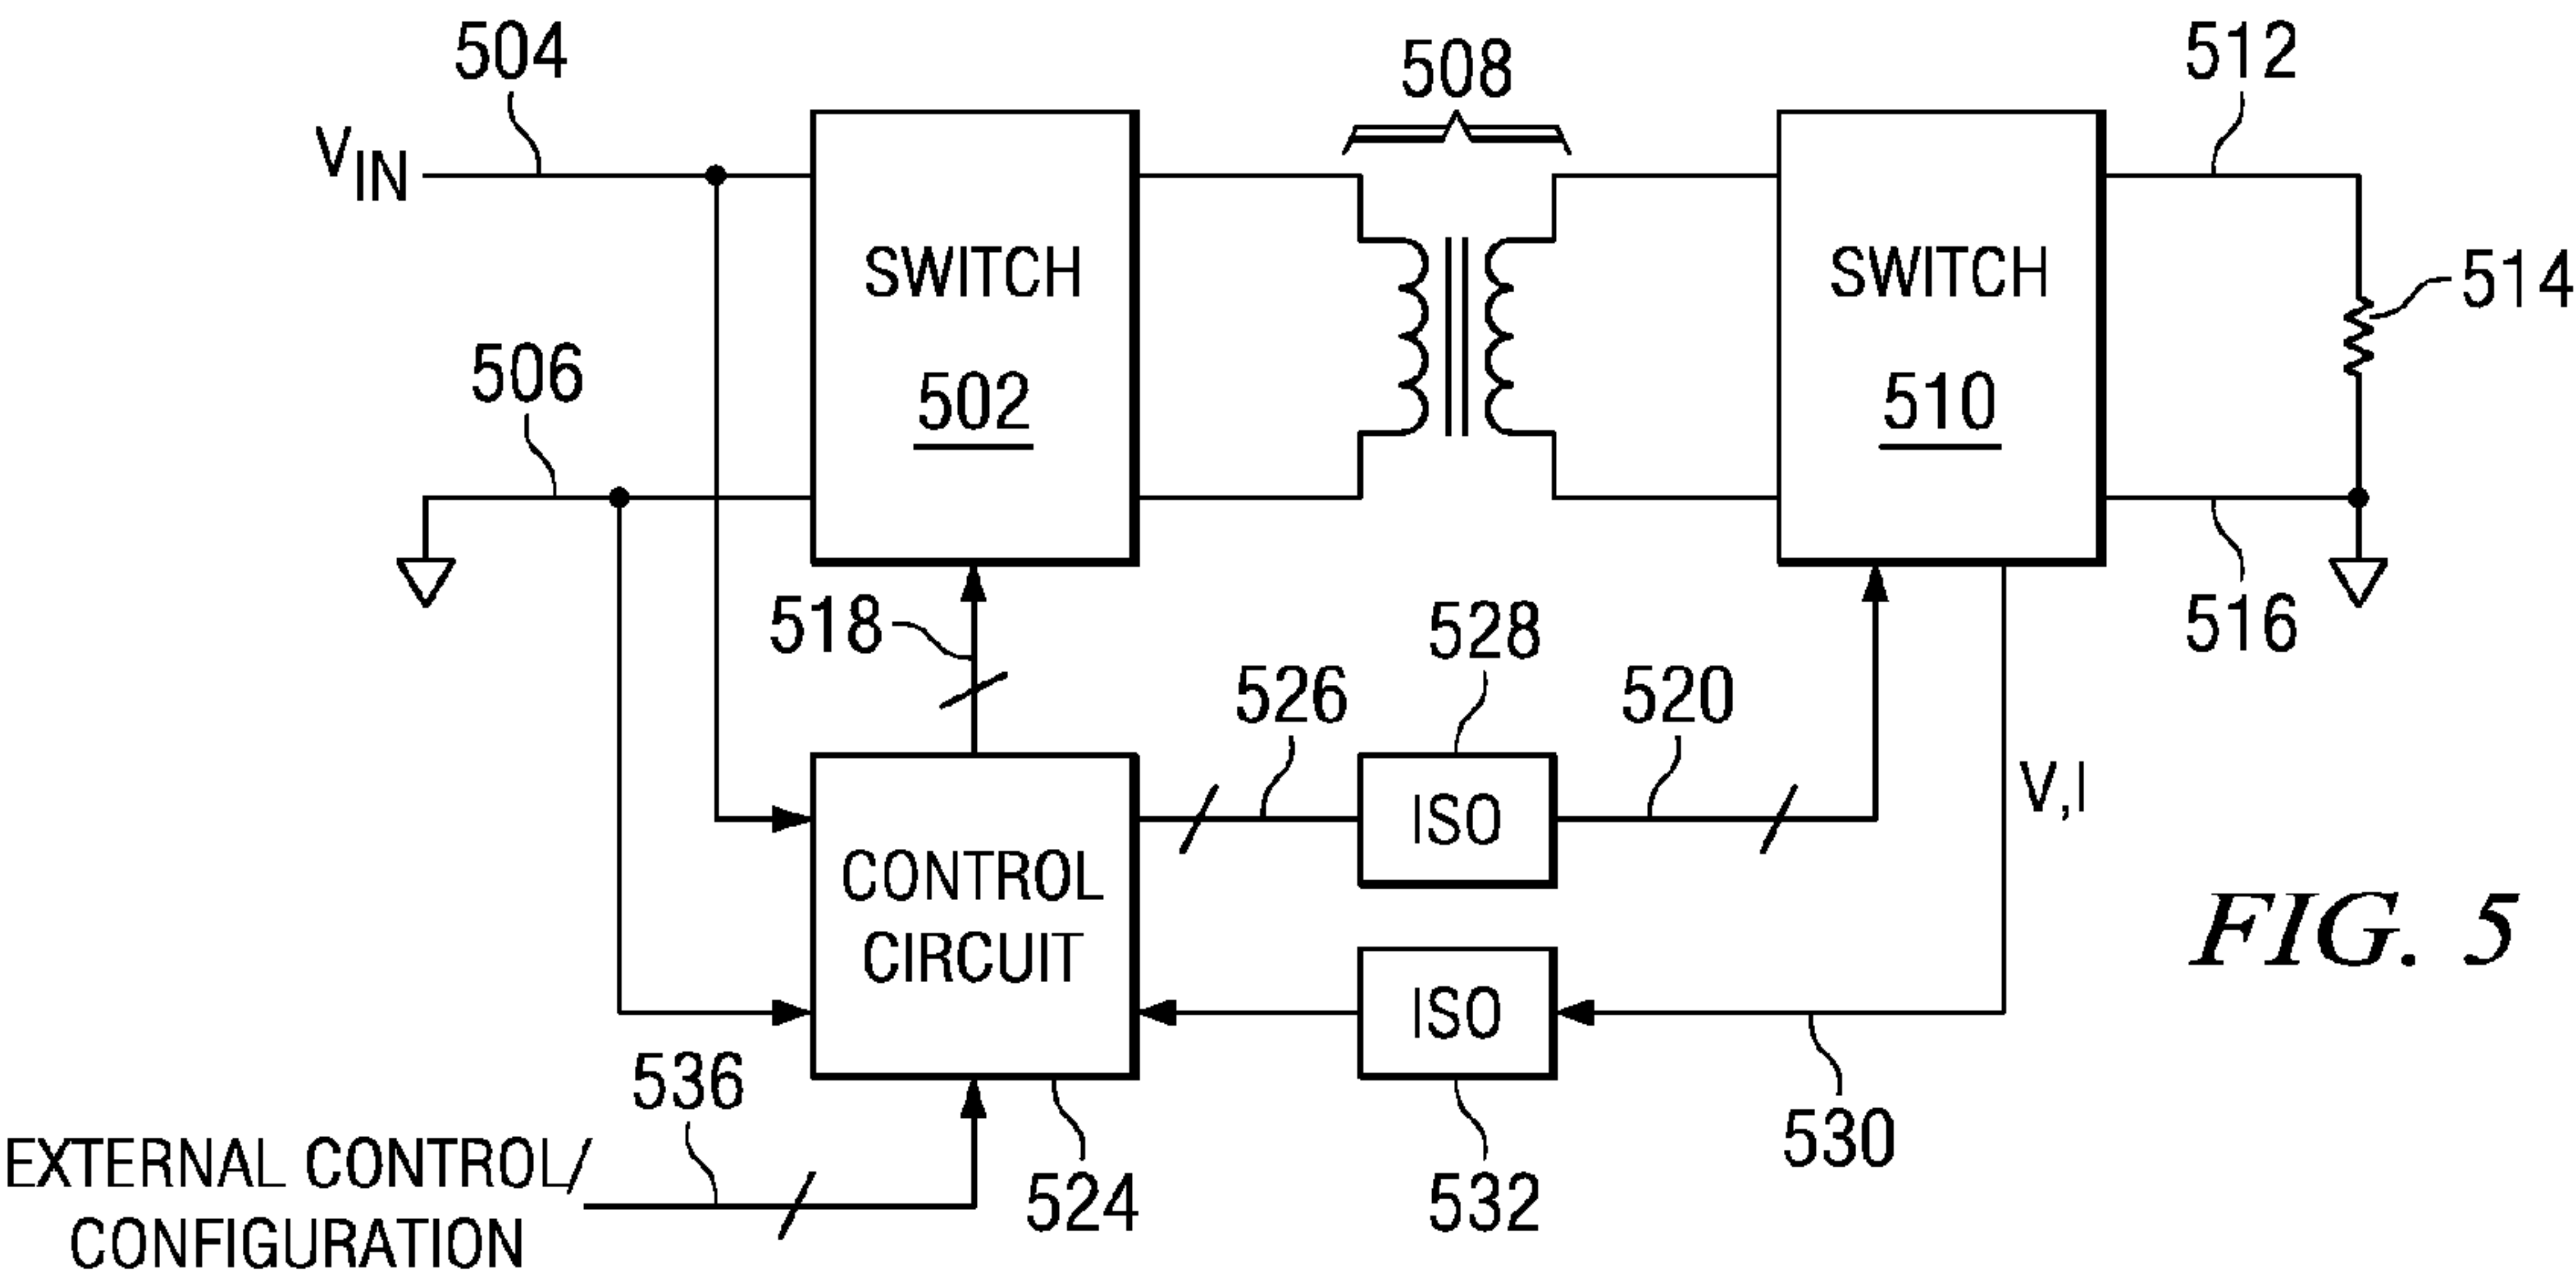 504
508
512
V_IN
SWITCH
502
SWITCH
510
514
506
518
528
516
526
520
ISO
V,I
CONTROL
CIRCUIT
ISO
FIG. 5
536
530
EXTERNAL CONTROL/
CONFIGURATION
524
532